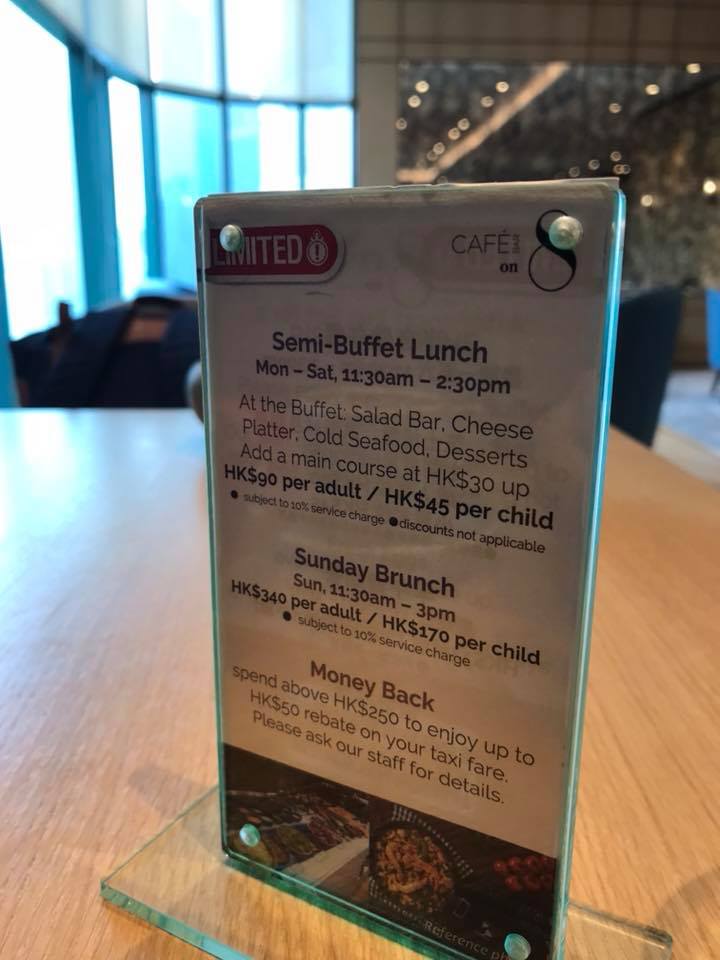 LIMITED
CAFÉ BAR
on 8
Semi-Buffet Lunch
Mon – Sat, 11:30am – 2:30pm
At the Buffet: Salad Bar, Cheese
Platter, Cold Seafood, Desserts
Add a main course at HK$30 up
HK$90 per adult / HK$45 per child
● subject to 10% service charge ● discounts not applicable
Sunday Brunch
Sun, 11:30am – 3pm
HK$340 per adult / HK$170 per child
● subject to 10% service charge
Money Back
spend above HK$250 to enjoy up to
HK$50 rebate on your taxi fare.
Please ask our staff for details.
Reference